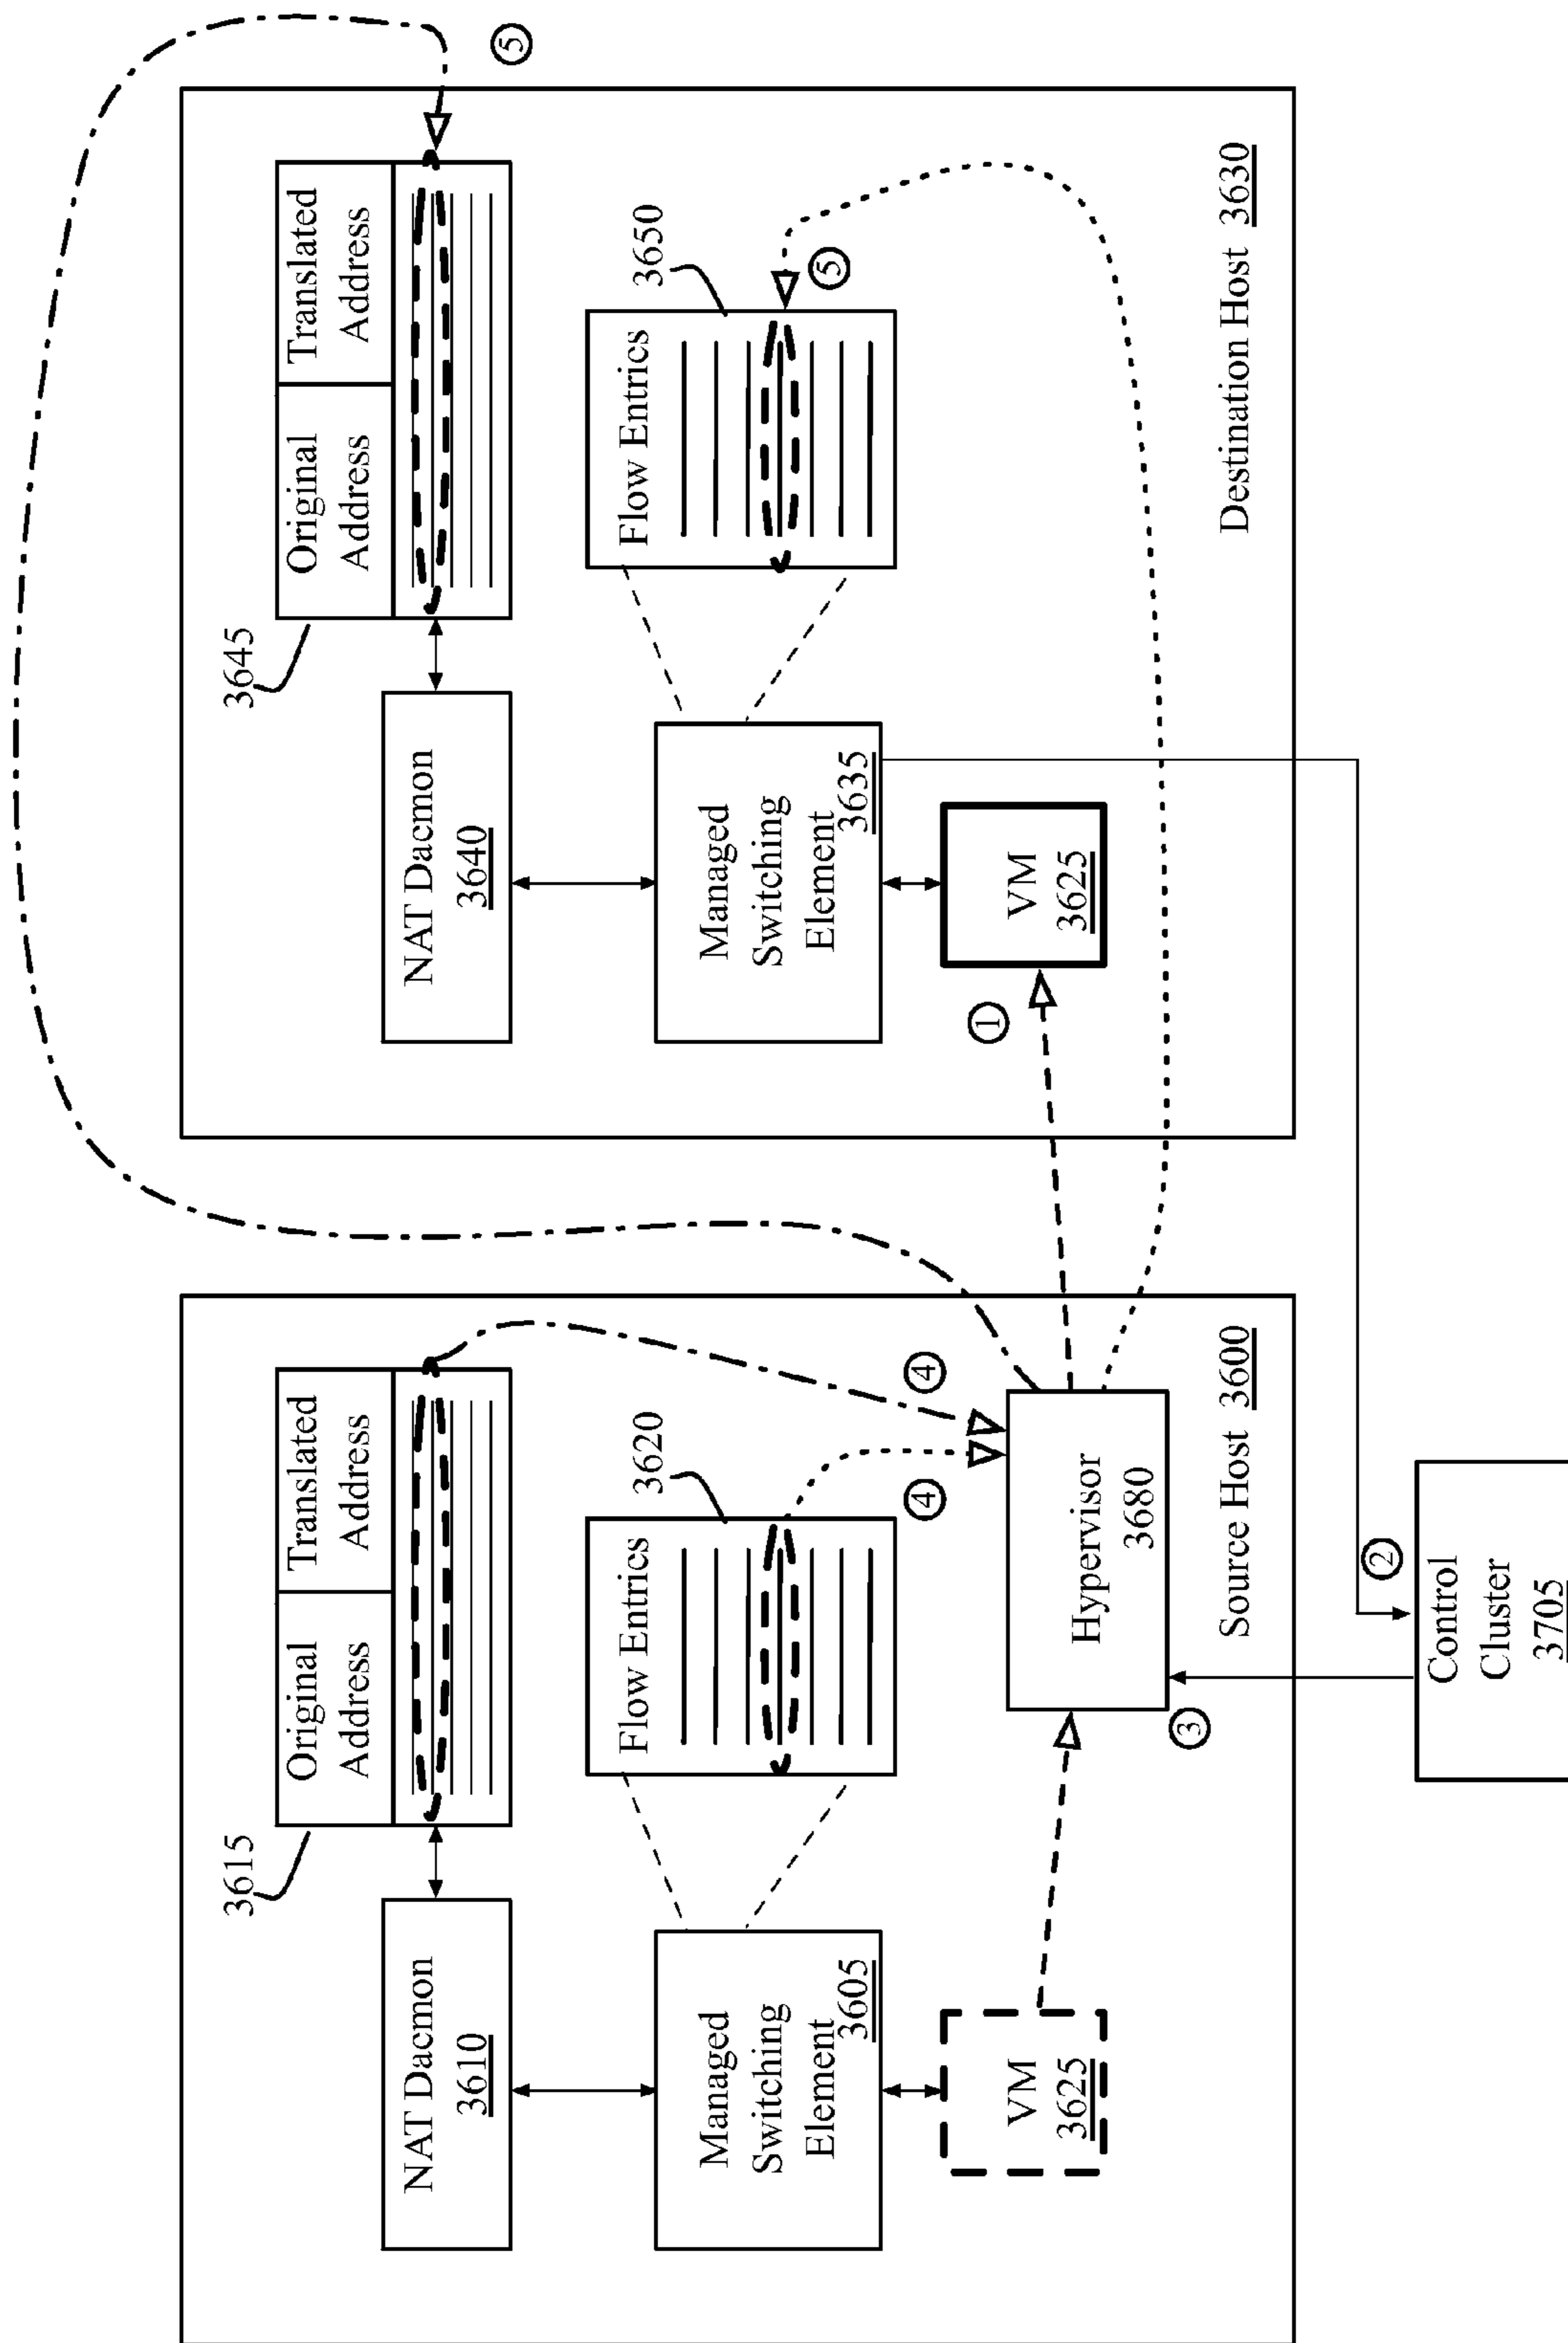 3615
Original
Address
Translated
Address
NAT Dacmon
3610
3620
Flow Entries
Managed
Switching
Element
3605
④
④
VM
3625
Hypervisor
3680
③
Source Host 3600
②
Control
Cluster
3705
3645
Original
Address
Translated
Address
⑤
NAT Dacmon
3640
3650
Flow Entries
⑤
Managed
Switching
Element
3635
①
VM
3625
Destination Host 3630